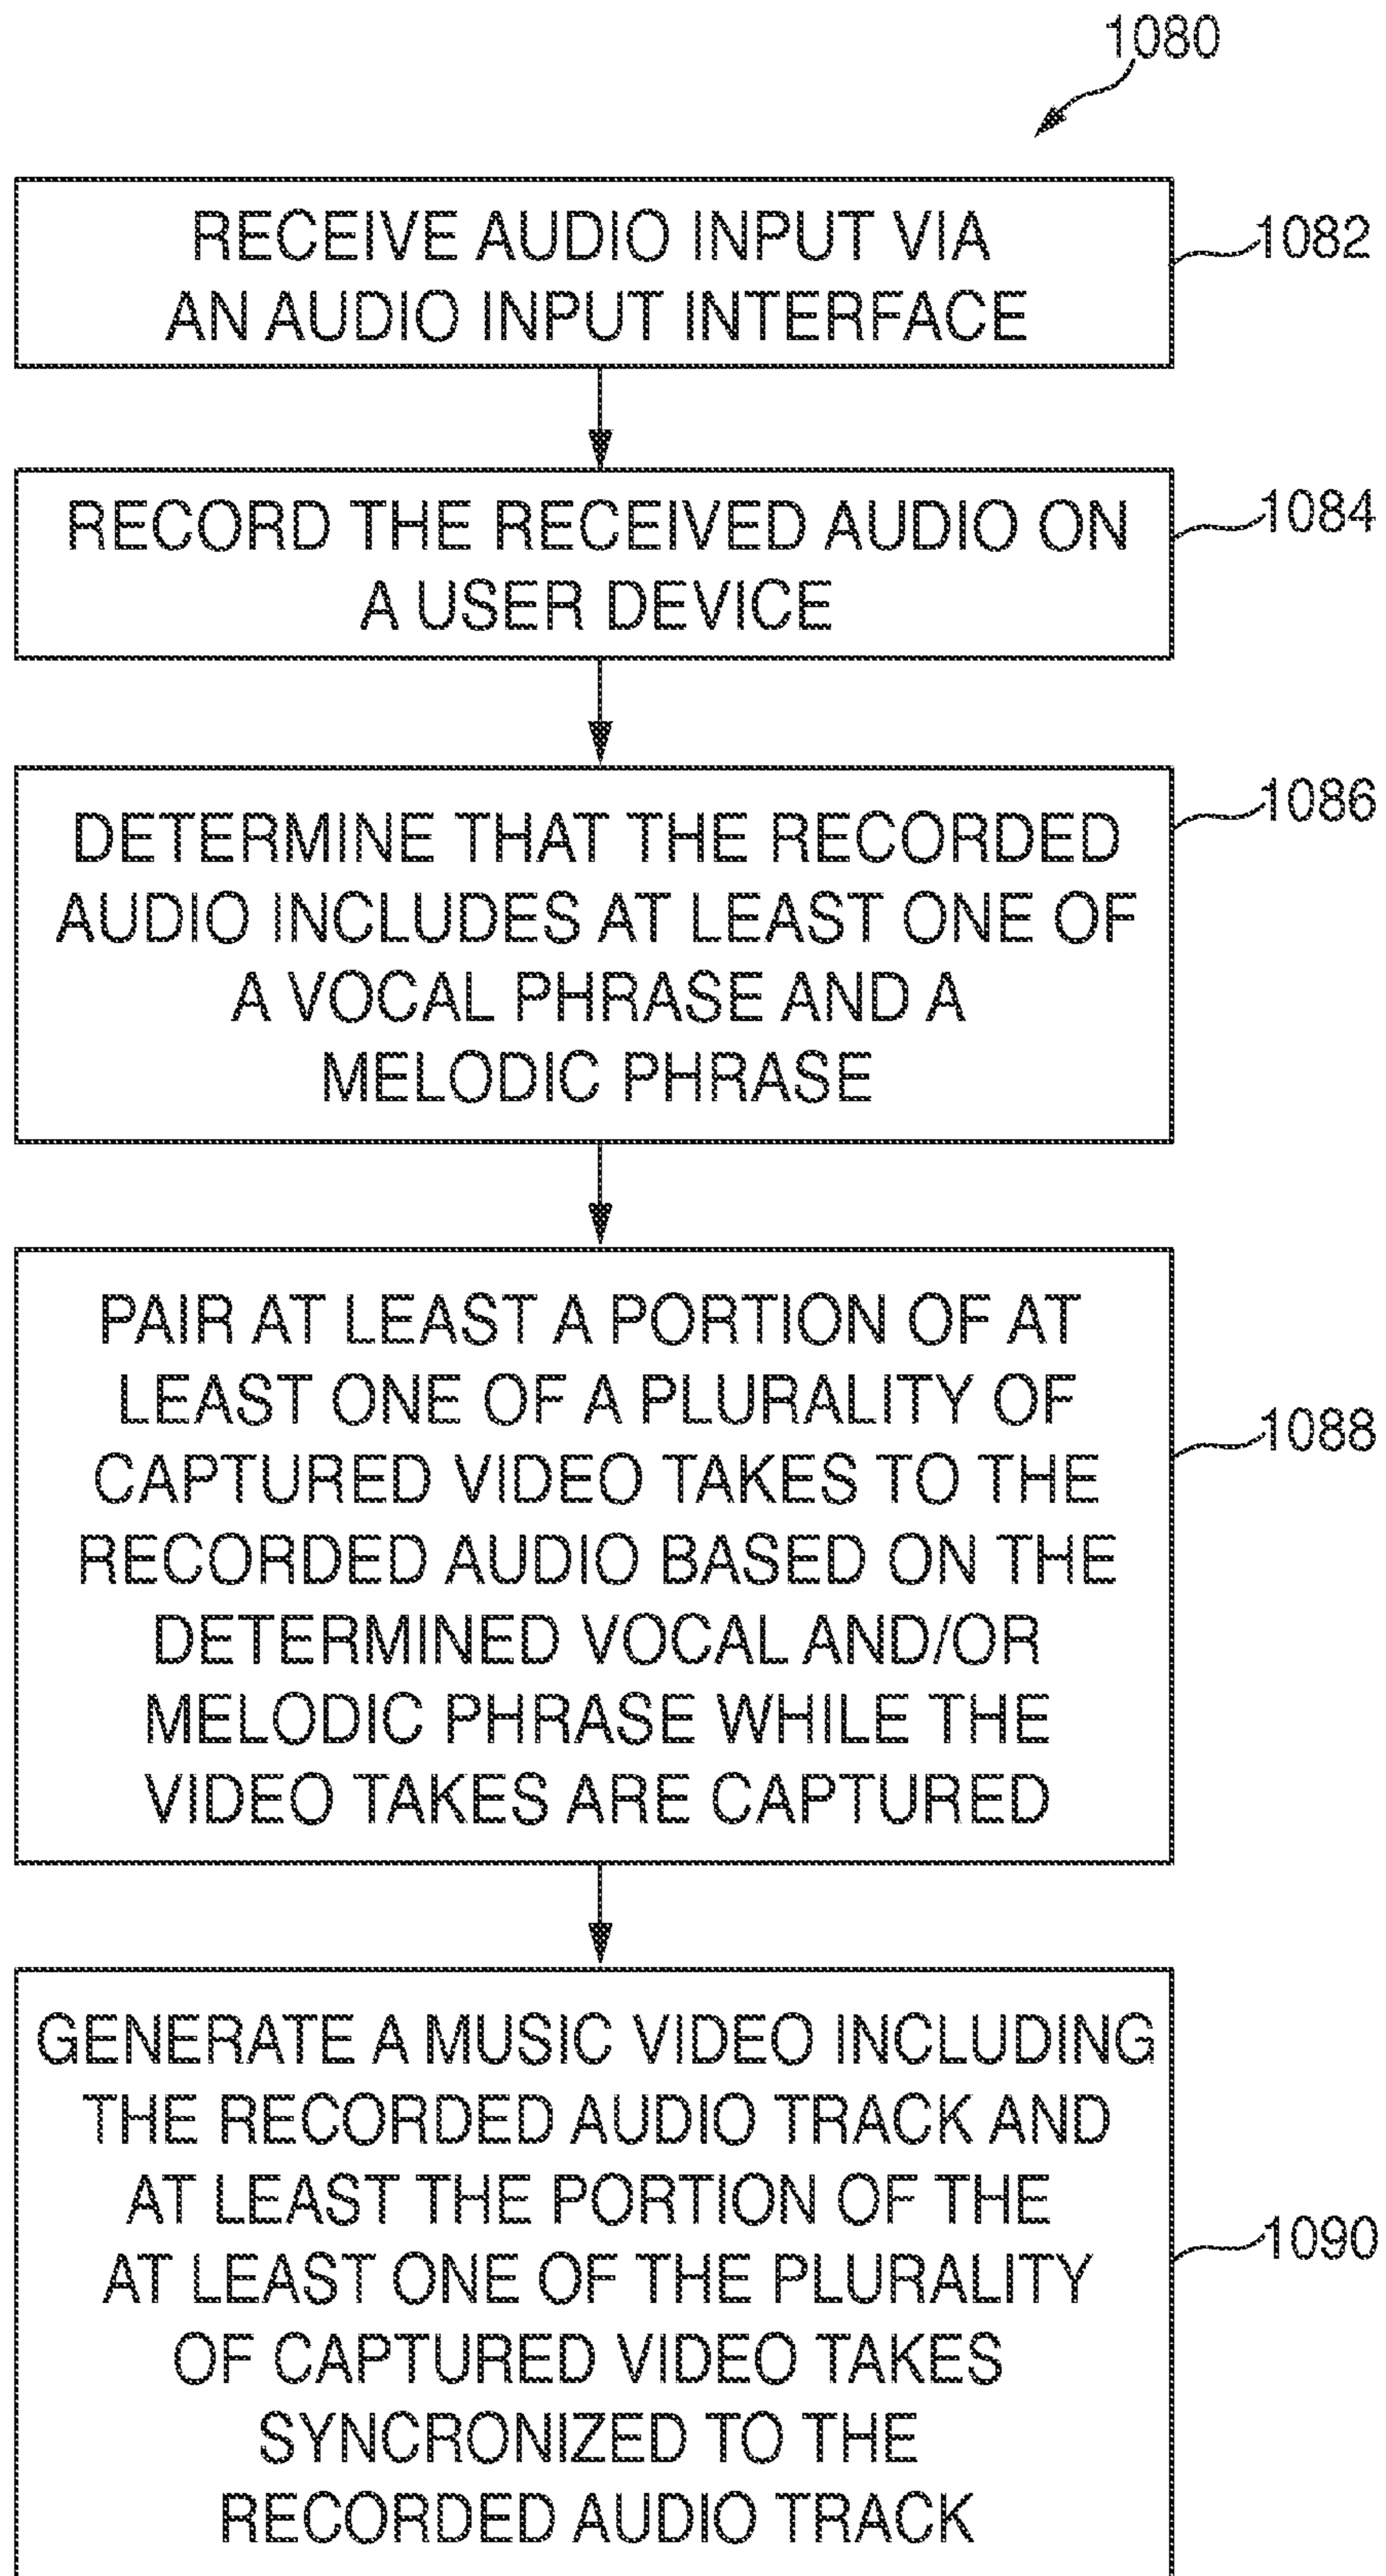 1080
RECEIVE AUDIO INPUT VIA
AN AUDIO INPUT INTERFACE
1082
RECORD THE RECEIVED AUDIO ON
A USER DEVICE
1084
DETERMINE THAT THE RECORDED
AUDIO INCLUDES AT LEAST ONE OF
A VOCAL PHRASE AND A
MELODIC PHRASE
1086
PAIR AT LEAST A PORTION OF AT
LEAST ONE OF A PLURALITY OF
CAPTURED VIDEO TAKES TO THE
RECORDED AUDIO BASED ON THE
DETERMINED VOCAL AND/OR
MELODIC PHRASE WHILE THE
VIDEO TAKES ARE CAPTURED
1088
GENERATE A MUSIC VIDEO INCLUDING
THE RECORDED AUDIO TRACK AND
AT LEAST THE PORTION OF THE
AT LEAST ONE OF THE PLURALITY
OF CAPTURED VIDEO TAKES
SYNCRONIZED TO THE
RECORDED AUDIO TRACK
1090